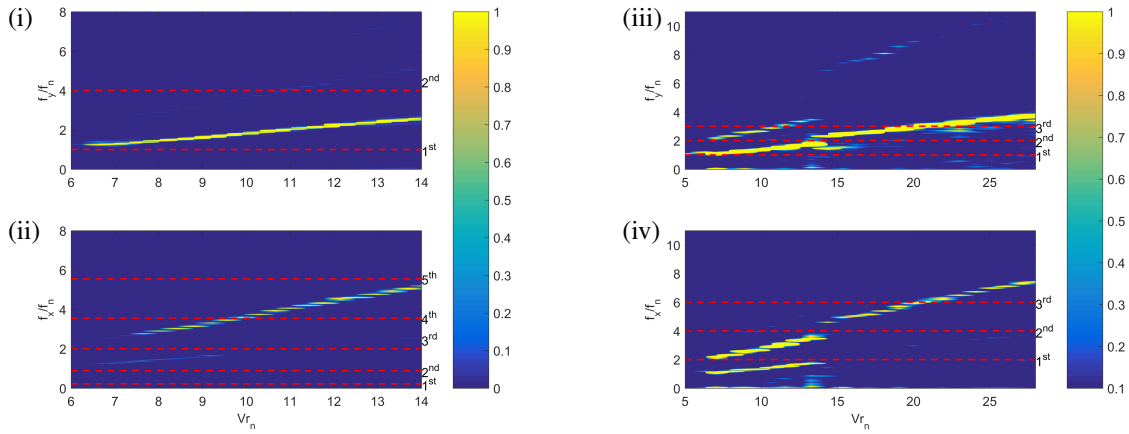 (i)
f_y/f_n
8
6
4
2
0
2^nd
1^st
6 7 8 9 10 11 12 13 14
(ii)
f_x/f_n
8
6
4
2
0
5^th
4^th
3^rd
2^nd
1^st
6 7 8 9 10 11 12 13 14
Vr_n
1
0.9
0.8
0.7
0.6
0.5
0.4
0.3
0.2
0.1
0
(iii)
f_y/f_n
10
8
6
4
2
0
3^rd
2^nd
1^st
5 10 15 20 25
(iv)
f_x/f_n
10
8
6
4
2
0
3^rd
2^nd
1^st
5 10 15 20 25
Vr_n
1
0.9
0.8
0.7
0.6
0.5
0.4
0.3
0.2
0.1